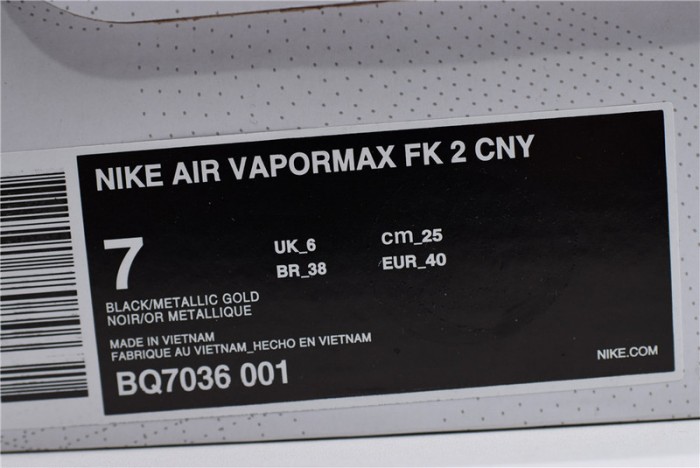 NIKE AIR VAPORMAX FK 2 CNY
7
UK_6 cm_25
BR_38 EUR_40
BLACK/METALLIC GOLD
NOIR/OR METALLIQUE
MADE IN VIETNAM
FABRIQUE AU VIETNAM_HECHO EN VIETNAM
BQ7036 001
NIKE.COM